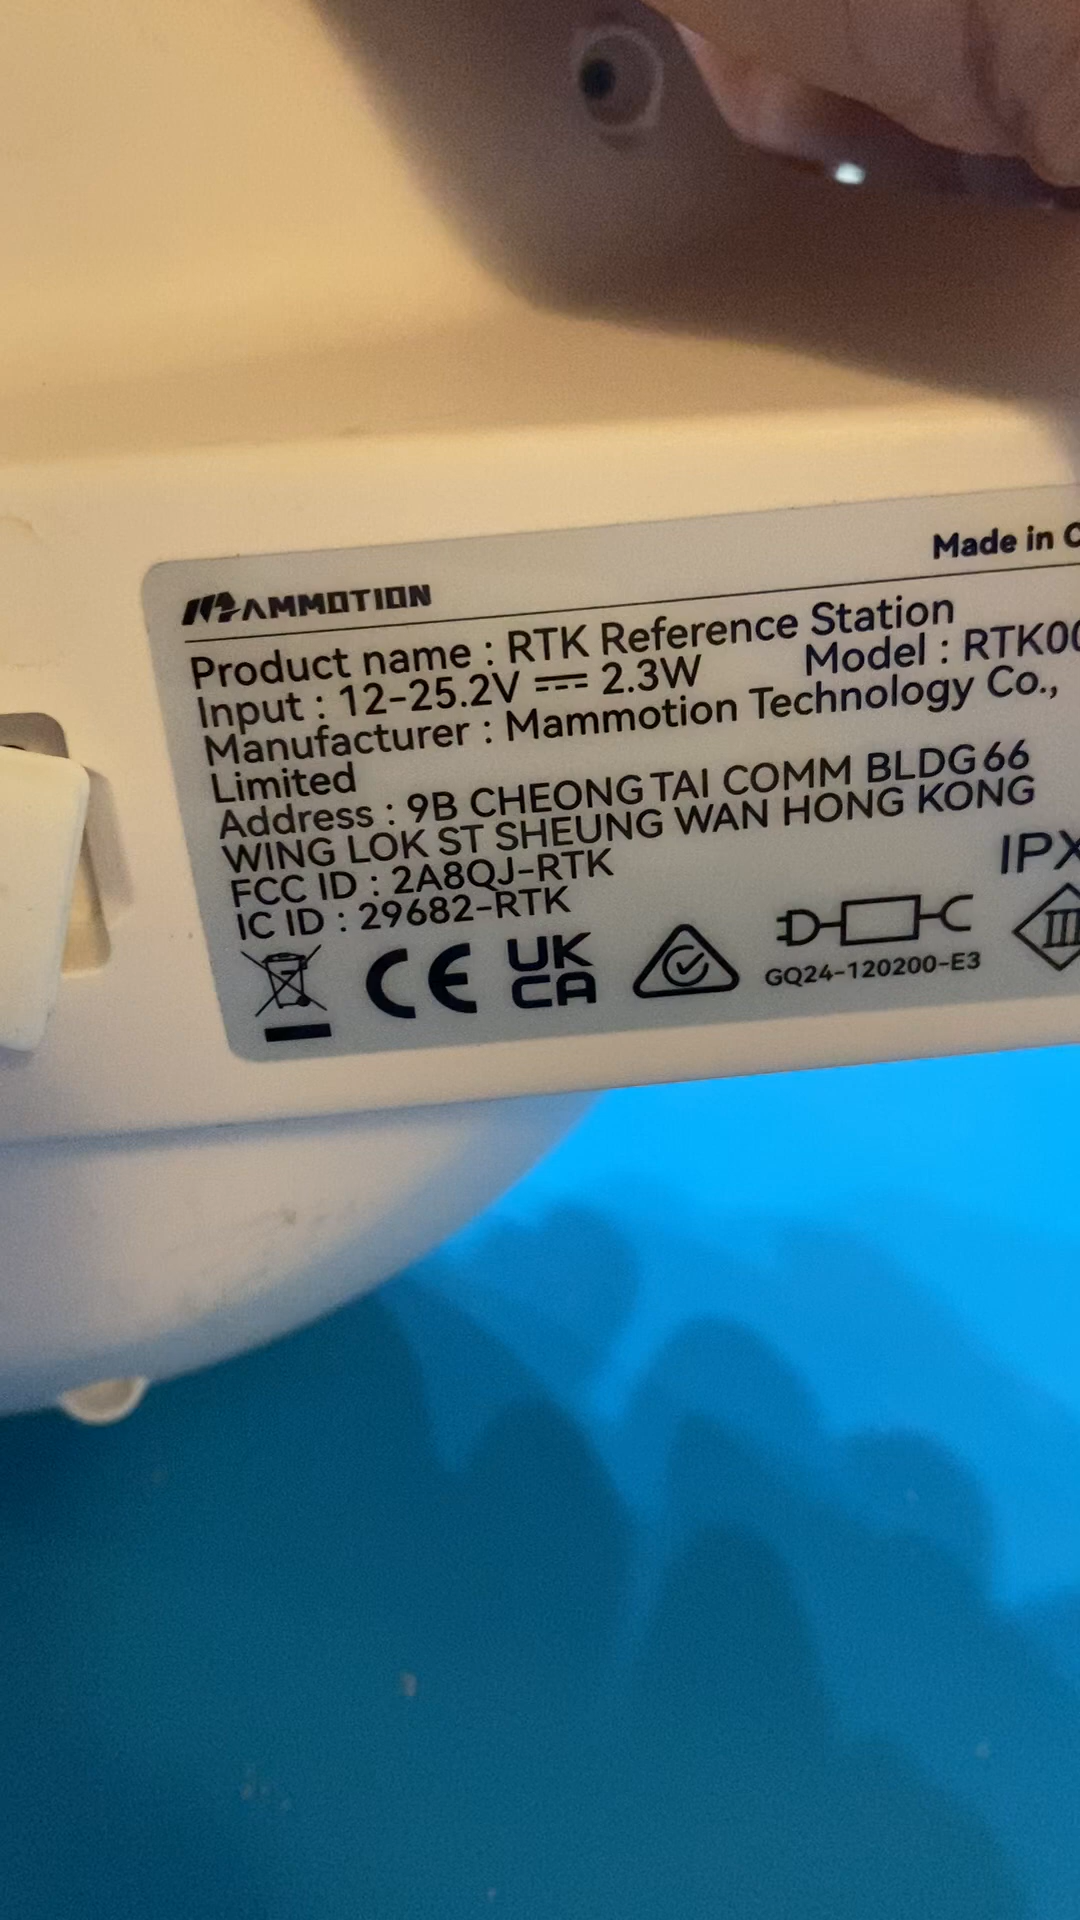 Made in
MAMMOTION
Product name : RTK Reference Station
Input : 12-25.2V 2.3W Model :
Manufacturer : Mammotion Technology Co.,
Limited
Address : 9B CHEONG TAI COMM BLDG 66
WING LOK ST SHEUNG WAN HONG KONG
FCC ID : 2A8QJ-RTK
IC ID : 29682-RTK
IPX
CE UK
CA
GQ24-120200-E3
III